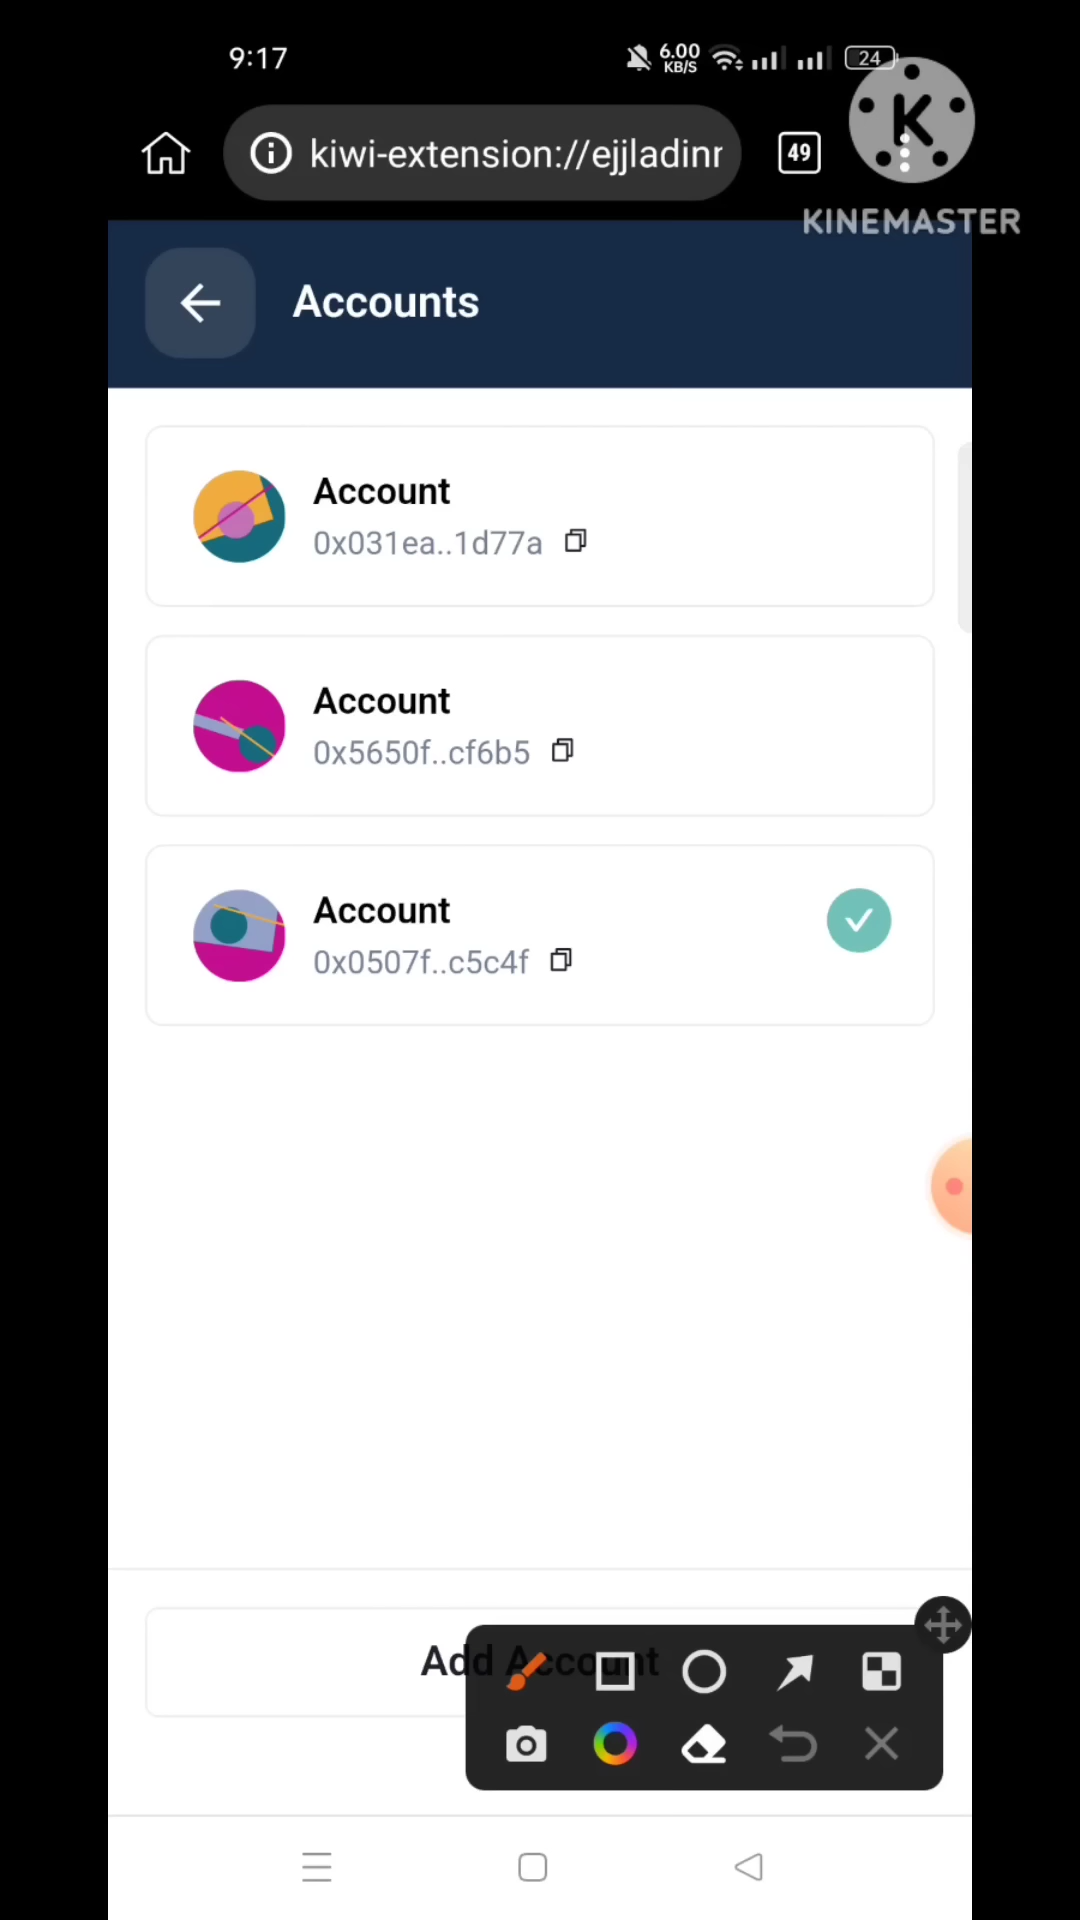 9:17
6.00
KB/S
24
kiwi-extension://ejjladinr
49
K
KINEMASTER
Accounts
Account
0x031ea..1d77a
Account
0x5650f..cf6b5
Account
0x0507f..c5c4f
Add Account